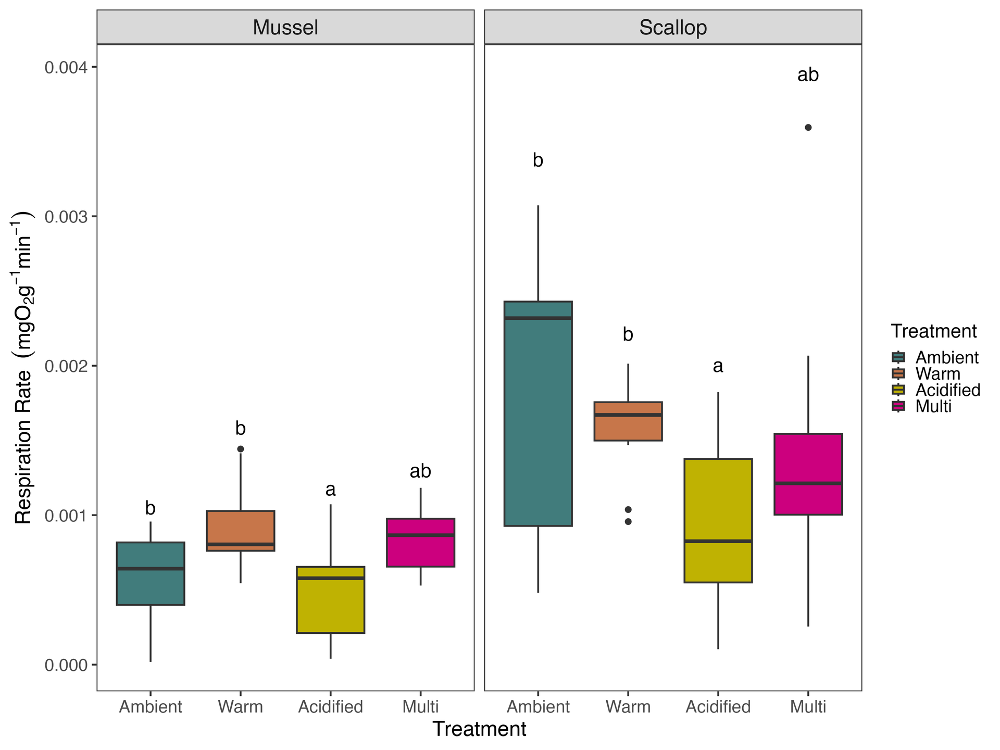 Mussel
Scallop
0.004
0.003
0.002
0.001
0.000
Respiration Rate (mgO₂g⁻¹min⁻¹)
b
b
a
ab
b
b
a
ab
Ambient
Warm
Acidified
Multi
Ambient
Warm
Acidified
Multi
Treatment
Treatment
Ambient
Warm
Acidified
Multi